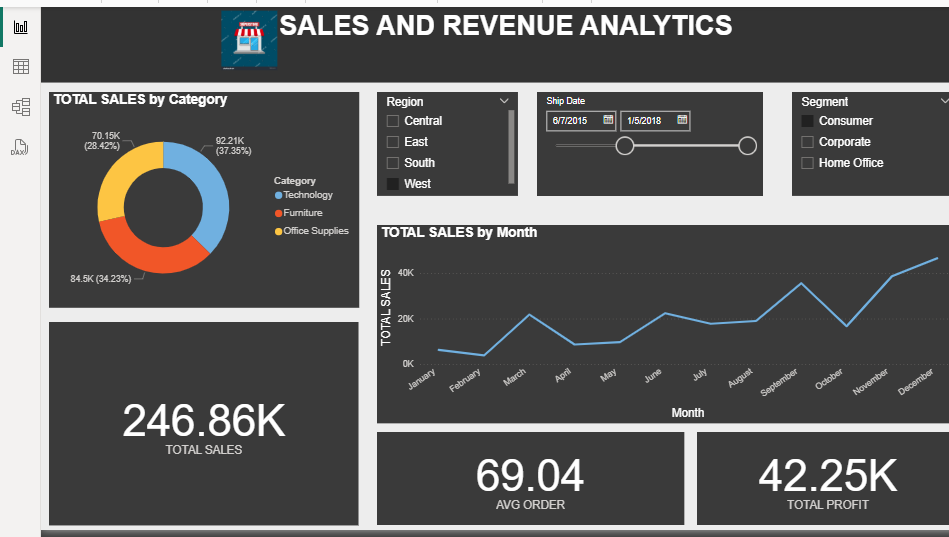 SALES AND REVENUE ANALYTICS
TOTAL SALES by Category
70.15K
(28.42%)
92.21K
(37.35%)
84.5K (34.23%)
Category
Technology
Furniture
Office Supplies
Region
Central
East
South
West
Ship Date
6/7/2015
1/5/2018
Segment
Consumer
Corporate
Home Office
TOTAL SALES by Month
TOTAL SALES
40K
20K
0K
January
February
March
April
May
June
July
August
September
October
November
December
Month
246.86K
TOTAL SALES
69.04
AVG ORDER
42.25K
TOTAL PROFIT
DAX